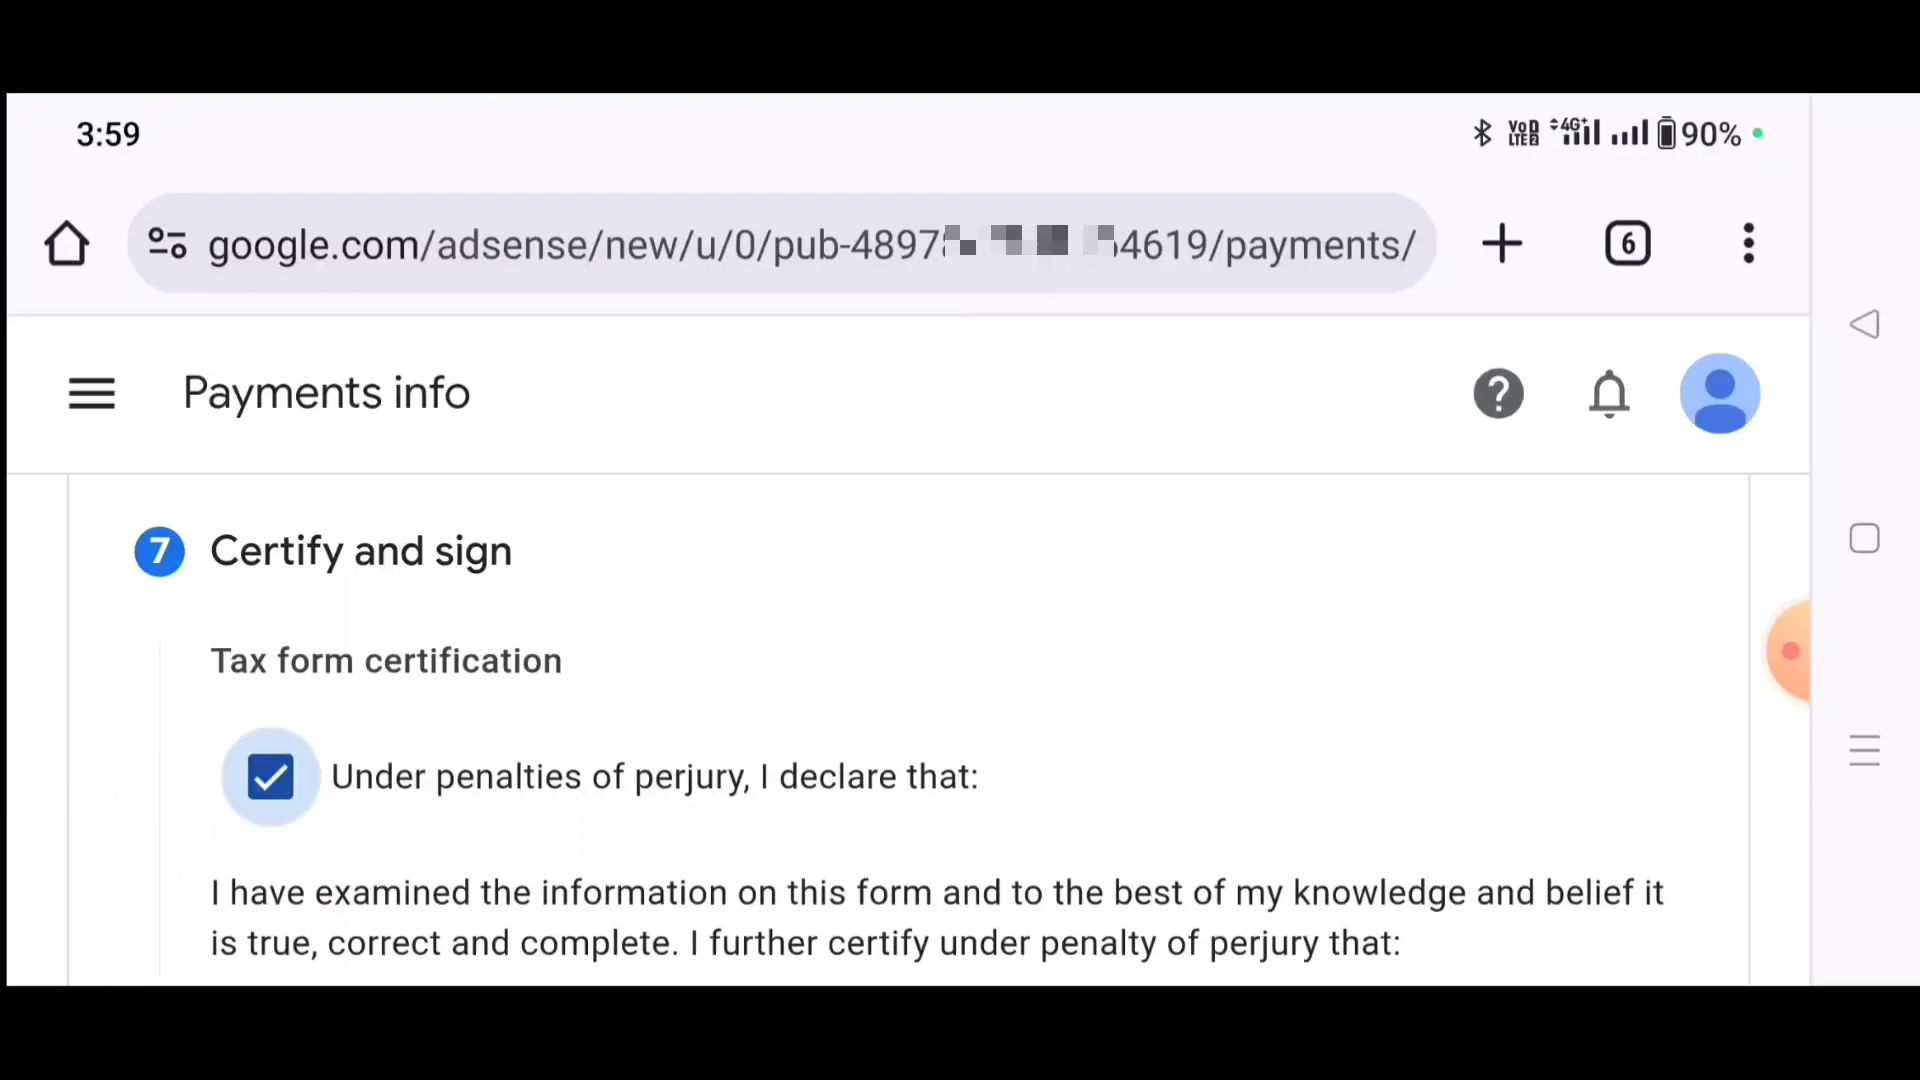 3:59
VoD LTE2 4G+ 90%
google.com/adsense/new/u/0/pub-4897 4619/payments/
6
Payments info
7 Certify and sign
Tax form certification
Under penalties of perjury, I declare that:
I have examined the information on this form and to the best of my knowledge and belief it
is true, correct and complete. I further certify under penalty of perjury that: